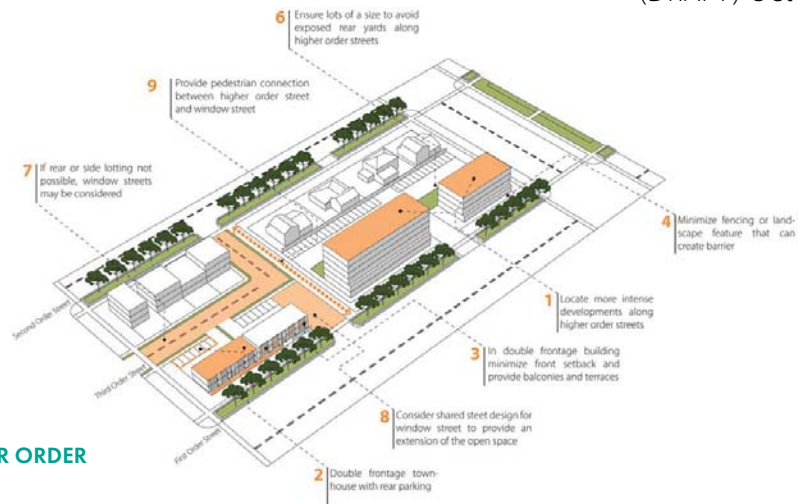 6 Ensure lots of a size to avoid
exposed rear yards along
higher order streets
9 Provide pedestrian connection
between higher order street
and window street
7 If rear or side lotting not
possible, window streets
may be considered
4 Minimize fencing or land-
scape feature that can
create barrier
1 Locate more intense
developments along
higher order streets
3 In double frontage building
minimize front setback and
provide balconies and terraces
8 Consider shared steet design for
window street to provide an
extension of the open space
2 Double frontage town-
house with rear parking
Second Order Street
Third Order Street
First Order Street
R ORDER